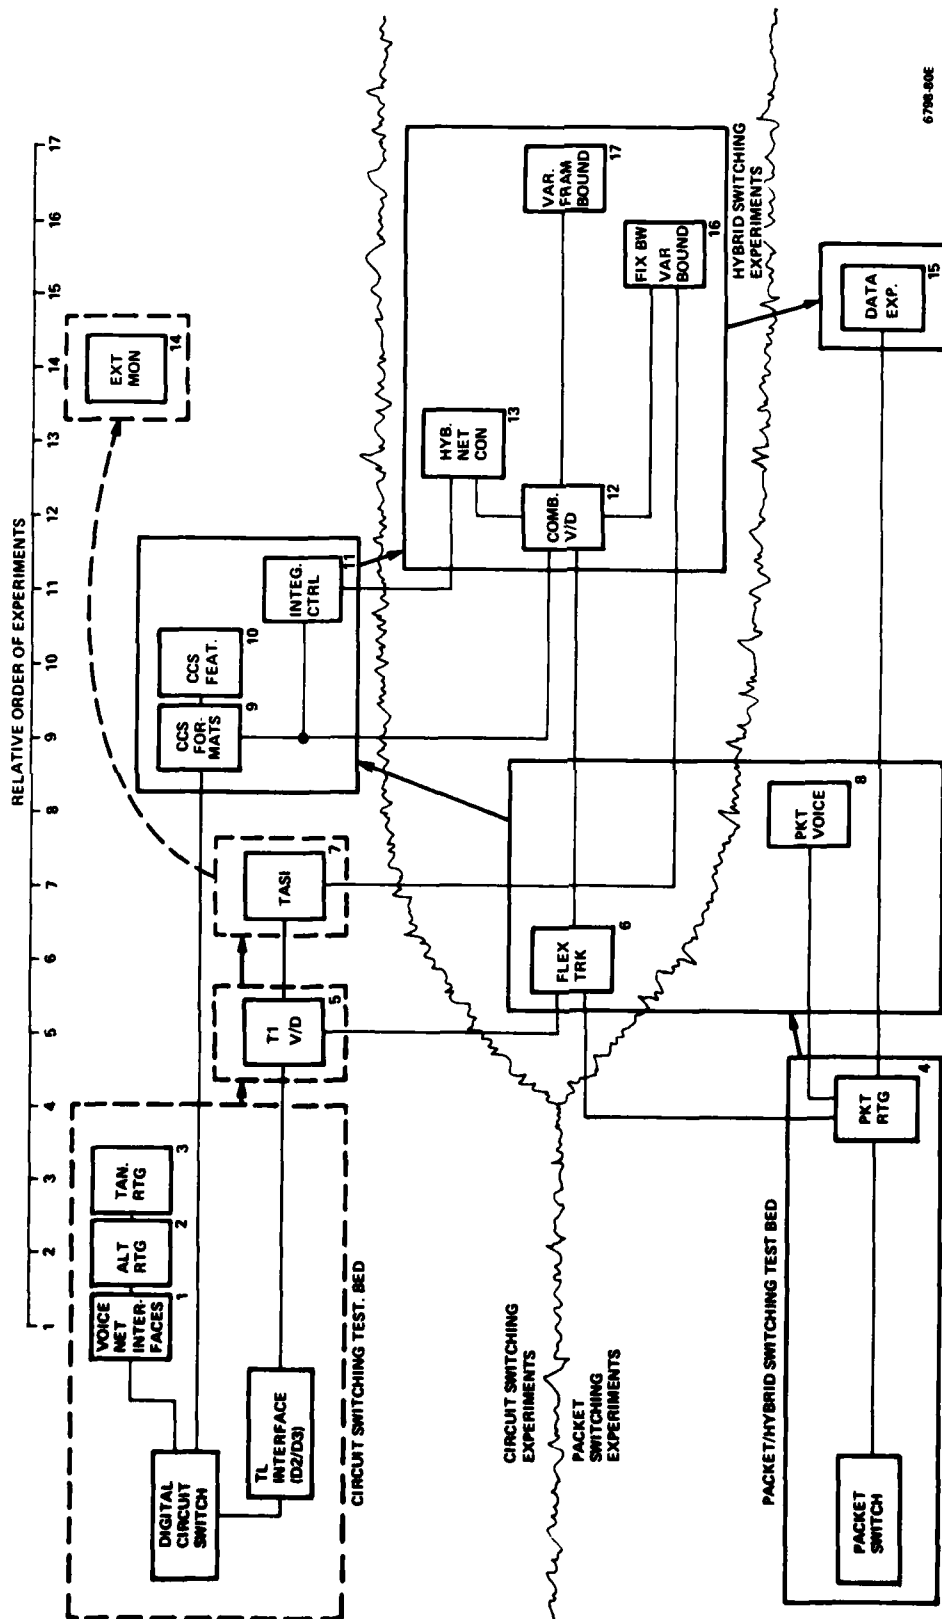 RELATIVE ORDER OF EXPERIMENTS
1 2 3 4 5 6 7 8 9 10 11 12 13 14 15 16 17
VOICE
NET
INTER-
FACES
1
ALT
RTG
2
TAN.
RTG
3
DIGITAL
CIRCUIT
SWITCH
TL
INTERFACE
(D2/D3)
CIRCUIT SWITCHING TEST. BED
T1
V/D
5
TASI
7
CCS
FOR-
MATS
9
CCS
FEAT.
10
INTEG.
CTRL
11
EXT
MON
14
CIRCUIT SWITCHING
EXPERIMENTS
PACKET
SWITCHING
EXPERIMENTS
FLEX
TRK
6
PKT
VOICE
8
HYB.
NET
CON
13
COMB.
V/D
12
VAR.
FRAM
BOUND
17
FIX BW
VAR
BOUND
16
HYBRID SWITCHING
EXPERIMENTS
PACKET/HYBRID SWITCHING TEST BED
PACKET
SWITCH
PKT
RTG
4
DATA
EXP.
15
6798-80E